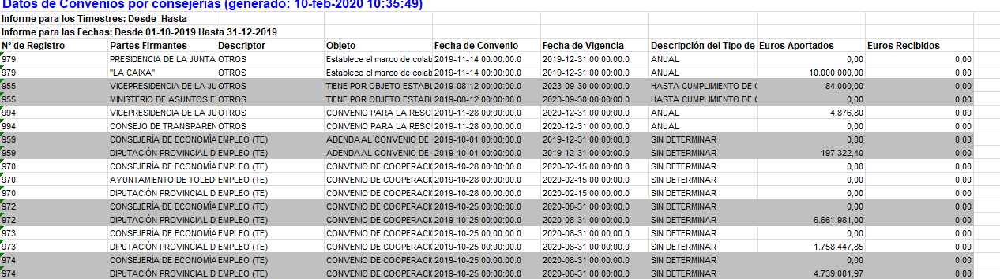 Datos de Convenios por consejerías (generado: 10-feb-2020 10:35:49)
Informe para los Timestres: Desde Hasta
Informe para las Fechas: Desde 01-10-2019 Hasta 31-12-2019
Nº de Registro Partes Firmantes Descriptor Objeto Fecha de Convenio Fecha de Vigencia Descripción del Tipo de Euros Aportados Euros Recibidos
979 PRESIDENCIA DE LA JUNTA OTROS Establece el marco de colab 2019-11-14 00:00:00.0 2019-12-31 00:00:00.0 ANUAL 0,00 0,00
979 "LA CAIXA" OTROS Establece el marco de colab 2019-11-14 00:00:00.0 2019-12-31 00:00:00.0 ANUAL 10.000.000,00 0,00
955 VICEPRESIDENCIA DE LA JU OTROS TIENE POR OBJETO ESTABL 2019-08-12 00:00:00.0 2023-09-30 00:00:00.0 HASTA CUMPLIMIENTO DE O 84.000,00 0,00
955 MINISTERIO DE ASUNTOS E OTROS TIENE POR OBJETO ESTABL 2019-08-12 00:00:00.0 2023-09-30 00:00:00.0 HASTA CUMPLIMIENTO DE O 0,00 0,00
994 VICEPRESIDENCIA DE LA JU OTROS CONVENIO PARA LA RESO 2019-11-28 00:00:00.0 2020-12-31 00:00:00.0 ANUAL 4.876,80 0,00
994 CONSEJO DE TRANSPAREN OTROS CONVENIO PARA LA RESO 2019-11-28 00:00:00.0 2020-12-31 00:00:00.0 ANUAL 0,00 0,00
959 CONSEJERÍA DE ECONOMÍA EMPLEO (TE) ADENDA AL CONVENIO DE 2019-10-01 00:00:00.0 2019-12-31 00:00:00.0 SIN DETERMINAR 0,00 0,00
959 DIPUTACIÓN PROVINCIAL D EMPLEO (TE) ADENDA AL CONVENIO DE 2019-10-01 00:00:00.0 2019-12-31 00:00:00.0 SIN DETERMINAR 197.322,40 0,00
970 CONSEJERÍA DE ECONOMÍA EMPLEO (TE) CONVENIO DE COOPERACIÓ 2019-10-28 00:00:00.0 2020-02-15 00:00:00.0 SIN DETERMINAR 0,00 0,00
970 AYUNTAMIENTO DE TOLED EMPLEO (TE) CONVENIO DE COOPERACIÓ 2019-10-28 00:00:00.0 2020-02-15 00:00:00.0 SIN DETERMINAR 0,00 0,00
970 DIPUTACIÓN PROVINCIAL D EMPLEO (TE) CONVENIO DE COOPERACIÓ 2019-10-28 00:00:00.0 2020-02-15 00:00:00.0 SIN DETERMINAR 0,00 0,00
972 CONSEJERÍA DE ECONOMÍA EMPLEO (TE) CONVENIO DE COOPERACIÓ 2019-10-25 00:00:00.0 2020-08-31 00:00:00.0 SIN DETERMINAR 0,00 0,00
972 DIPUTACIÓN PROVINCIAL D EMPLEO (TE) CONVENIO DE COOPERACIÓ 2019-10-25 00:00:00.0 2020-08-31 00:00:00.0 SIN DETERMINAR 6.661.981,00 0,00
973 CONSEJERÍA DE ECONOMÍA EMPLEO (TE) CONVENIO DE COOPERACIÓ 2019-10-25 00:00:00.0 2020-08-31 00:00:00.0 SIN DETERMINAR 0,00 0,00
973 DIPUTACIÓN PROVINCIAL D EMPLEO (TE) CONVENIO DE COOPERACIÓ 2019-10-25 00:00:00.0 2020-08-31 00:00:00.0 SIN DETERMINAR 1.758.447,85 0,00
974 CONSEJERÍA DE ECONOMÍA EMPLEO (TE) CONVENIO DE COOPERACIÓ 2019-10-25 00:00:00.0 2020-08-31 00:00:00.0 SIN DETERMINAR 0,00 0,00
974 DIPUTACIÓN PROVINCIAL D EMPLEO (TE) CONVENIO DE COOPERACIÓ 2019-10-25 00:00:00.0 2020-08-31 00:00:00.0 SIN DETERMINAR 4.739.001,97 0,00